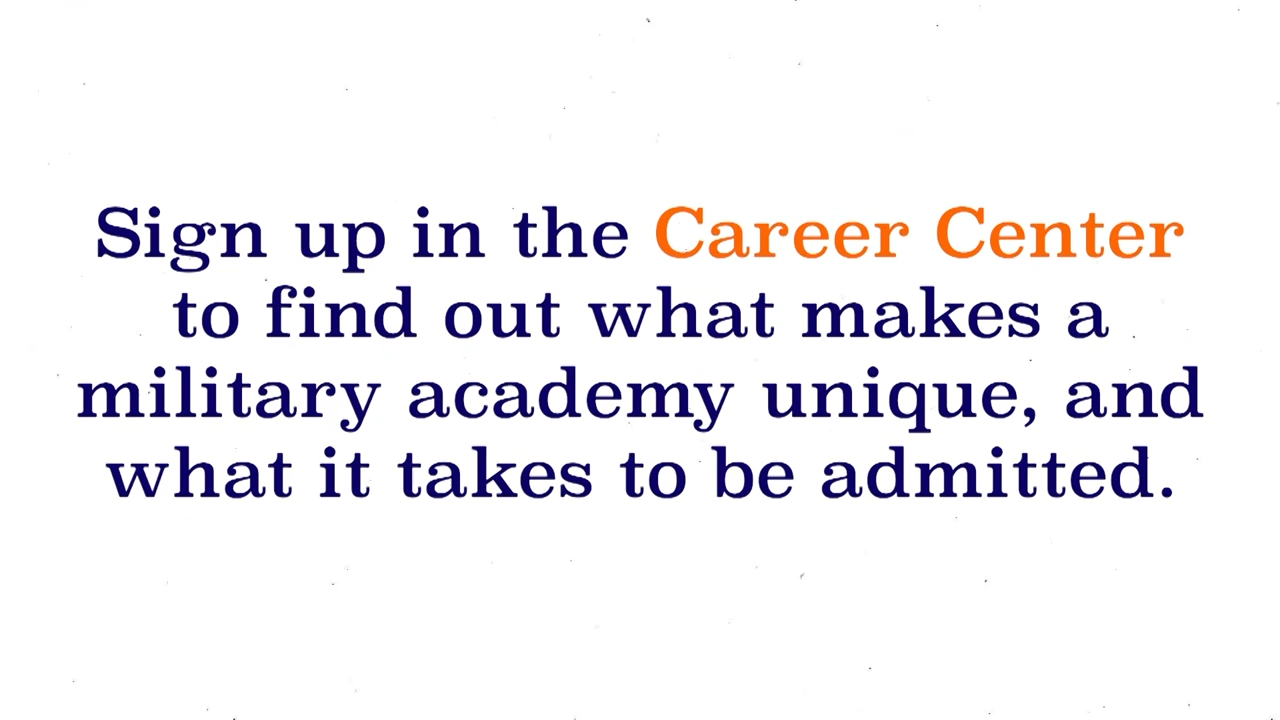 Sign up in the Career Center
to find out what makes a
military academy unique, and
what it takes to be admitted.